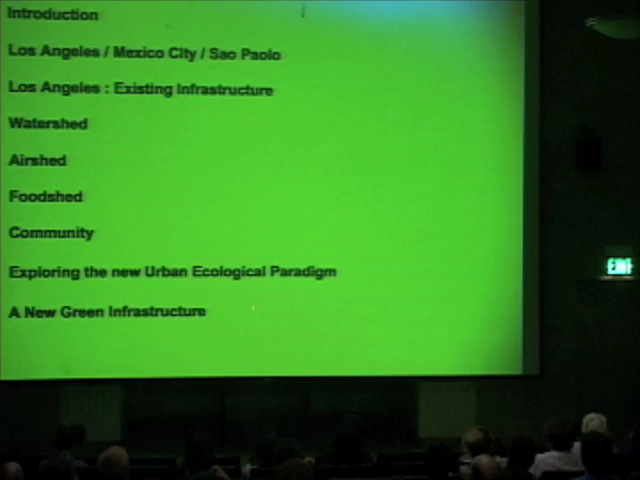 Introduction
Los Angeles / Mexico City / Sao Paolo
Los Angeles : Existing Infrastructure
Watershed
Airshed
Foodshed
Community
Exploring the new Urban Ecological Paradigm
A New Green Infrastructure
EXIT